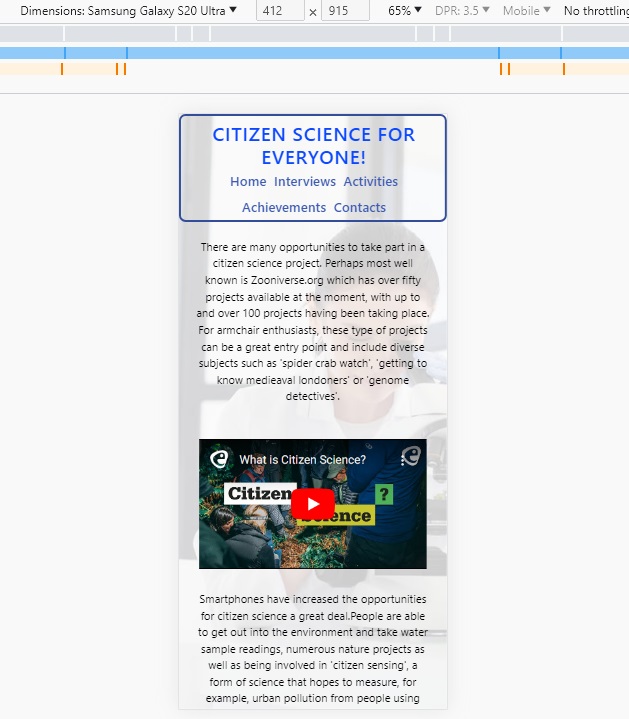 Dimensions: Samsung Galaxy S20 Ultra ▼ 412 × 915 65% ▼ DPR: 3.5 ▼ Mobile ▼ No throttling
CITIZEN SCIENCE FOR
EVERYONE!
Home Interviews Activities
Achievements Contacts
There are many opportunities to take part in a
citizen science project. Perhaps most well
known is Zooniverse.org which has over fifty
projects available at the moment, with up to
and over 100 projects having been taking place.
For armchair enthusiasts, these type of projects
can be a great entry point and include diverse
subjects such as 'spider crab watch', 'getting to
know medieaval londoners' or 'genome
detectives'.
What is Citizen Science?
Citizen ?
Science
Smartphones have increased the opportunities
for citizen science a great deal.People are able
to get out into the environment and take water
sample readings, numerous nature projects as
well as being involved in 'citizen sensing', a
form of science that hopes to measure, for
example, urban pollution from people using